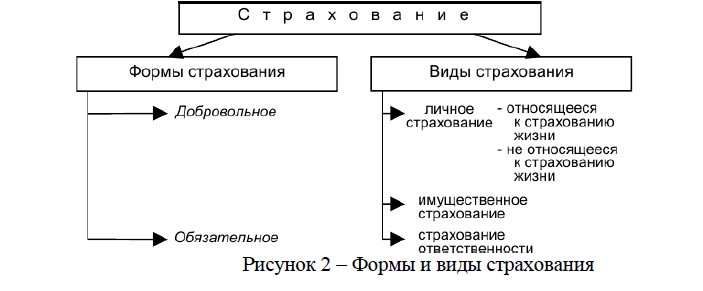 С т р а х о в а н и е
Формы страхования
Виды страхования
Добровольное
Обязательное
личное
страхование
- относящееся
к страхованию
жизни
- не относящееся
к страхованию
жизни
имущественное
страхование
страхование
ответственности
Рисунок 2 – Формы и виды страхования